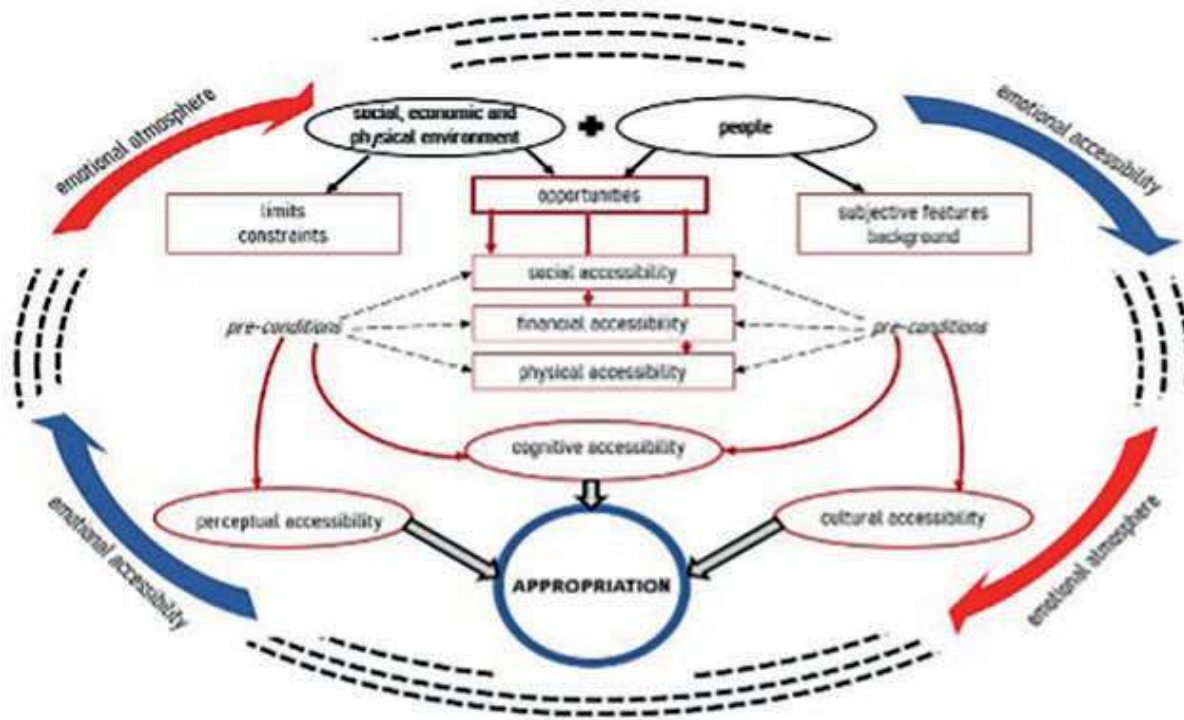 emotional atmosphere
emotional accessibility
social, economic and
physical environment
people
limits
constraints
opportunities
subjective features
background
social accessibility
pre-conditions
financial accessibility
pre-conditions
physical accessibility
cognitive accessibility
perceptual accessibility
cultural accessibility
emotional accessibility
APPROPRIATION
emotional atmosphere